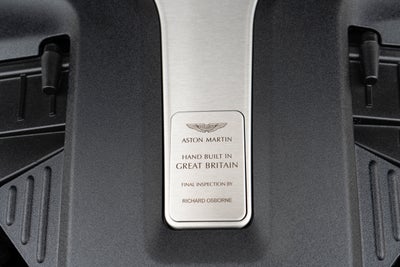 ASTON MARTIN
HAND BUILT IN
GREAT BRITAIN
FINAL INSPECTION BY
RICHARD OSBORNE